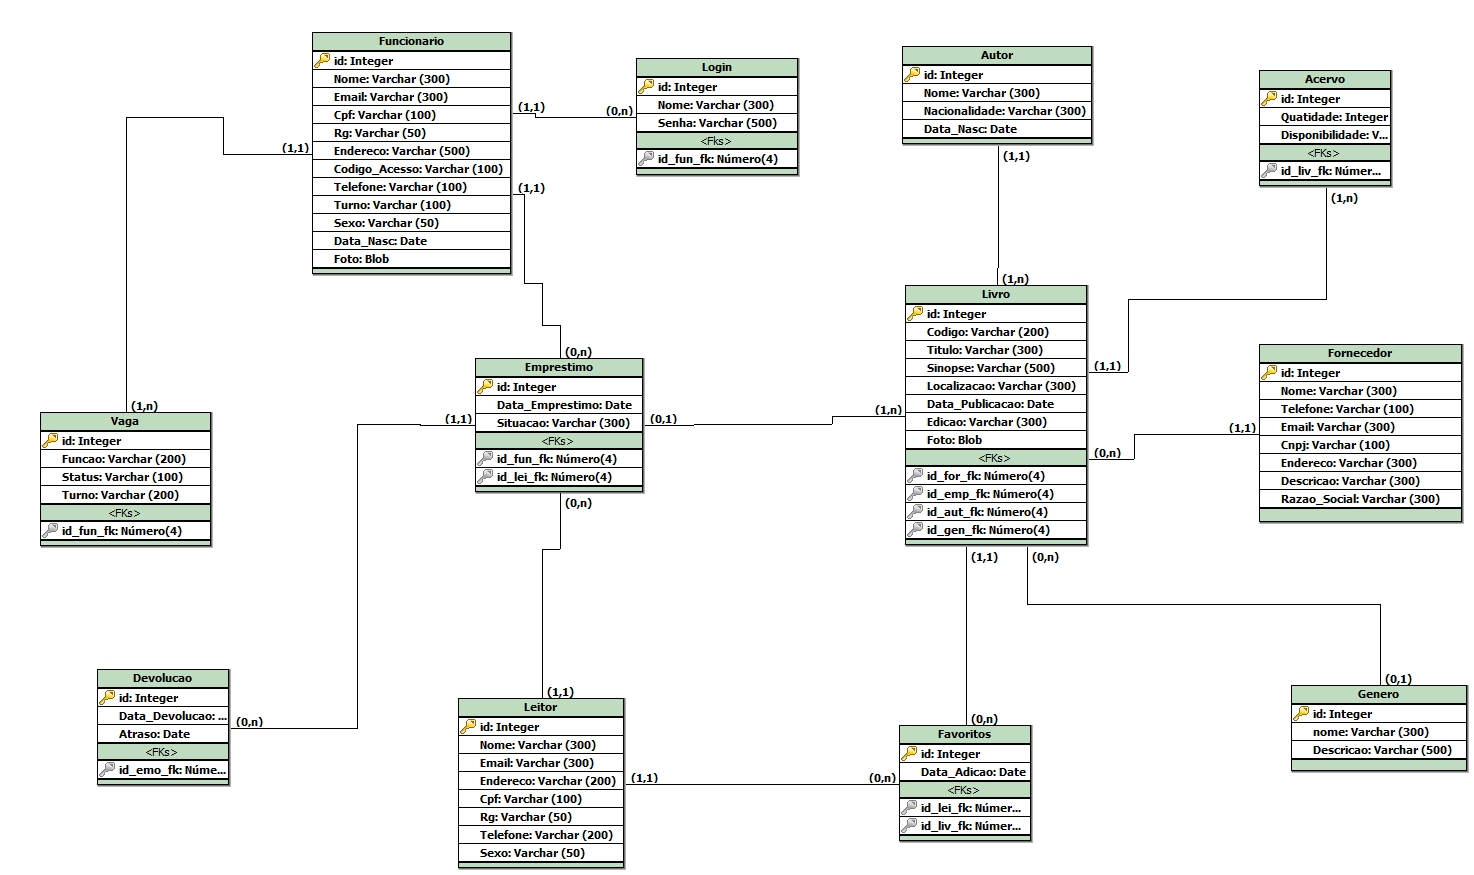 Funcionario
id: Integer
Nome: Varchar (300)
Email: Varchar (300)
Cpf: Varchar (100)
Rg: Varchar (50)
Endereco: Varchar (500)
Codigo_Acesso: Varchar (100)
Telefone: Varchar (100)
Turno: Varchar (100)
Sexo: Varchar (50)
Data_Nasc: Date
Foto: Blob
(1,1)
(1,1)
(0,n)
(1,1)
Login
id: Integer
Nome: Varchar (300)
Senha: Varchar (500)
<FKs>
id_fun_fk: Número(4)
Autor
id: Integer
Nome: Varchar (300)
Nacionalidade: Varchar (300)
Data_Nasc: Date
(1,1)
(1,n)
Acervo
id: Integer
Quatidade: Integer
Disponibilidade: V...
<FKs>
id_liv_fk: Númer...
(1,n)
(1,1)
Livro
id: Integer
Codigo: Varchar (200)
Titulo: Varchar (300)
Sinopse: Varchar (500)
Localizacao: Varchar (300)
Data_Publicacao: Date
Edicao: Varchar (300)
Foto: Blob
<FKs>
id_for_fk: Número(4)
id_emp_fk: Número(4)
id_aut_fk: Número(4)
id_gen_fk: Número(4)
Fornecedor
id: Integer
Nome: Varchar (300)
Telefone: Varchar (100)
Email: Varchar (300)
Cnpj: Varchar (100)
Endereco: Varchar (300)
Descricao: Varchar (300)
Razao_Social: Varchar (300)
(1,1)
(0,n)
(0,n)
Emprestimo
id: Integer
Data_Emprestimo: Date
Situacao: Varchar (300)
<FKs>
id_fun_fk: Número(4)
id_lei_fk: Número(4)
(1,1)
(0,1)
(1,n)
(0,n)
(1,n)
Vaga
id: Integer
Funcao: Varchar (200)
Status: Varchar (100)
Turno: Varchar (200)
<FKs>
id_fun_fk: Número(4)
(1,1)
(0,n)
Devolucao
id: Integer
Data_Devolucao: ...
Atraso: Date
<FKs>
id_emo_fk: Núme...
(0,n)
(1,1)
Leitor
id: Integer
Nome: Varchar (300)
Email: Varchar (300)
Endereco: Varchar (200)
Cpf: Varchar (100)
Rg: Varchar (50)
Telefone: Varchar (200)
Sexo: Varchar (50)
(1,1)
(0,n)
(0,n)
Favoritos
id: Integer
Data_Adicao: Date
<FKs>
id_lei_fk: Númer...
id_liv_fk: Númer...
(0,1)
Genero
id: Integer
nome: Varchar (300)
Descricao: Varchar (500)